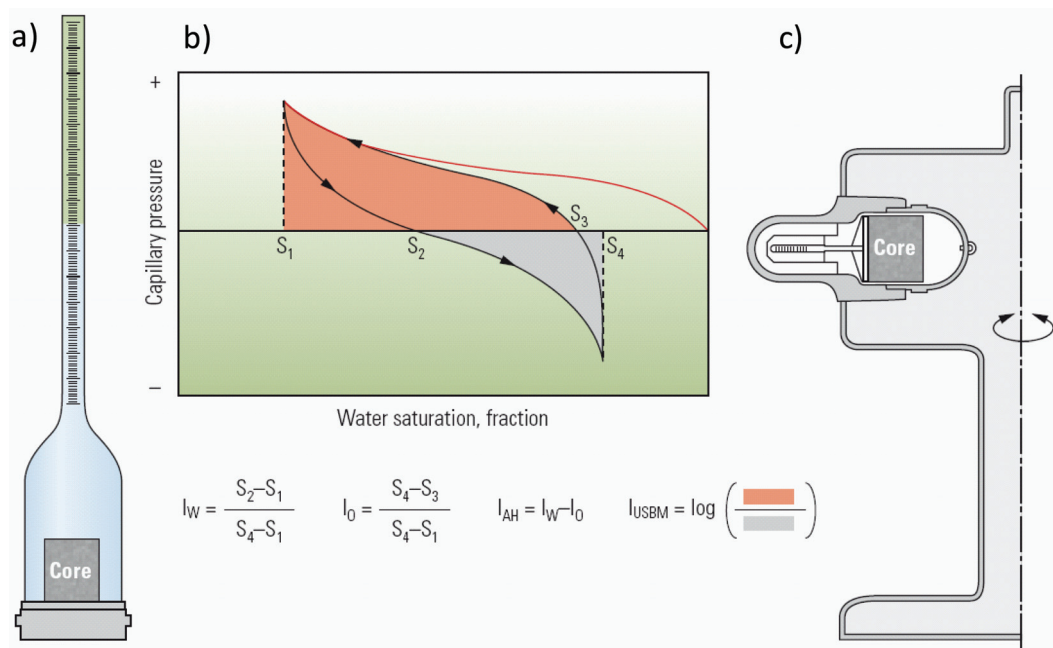 a)
b)
c)
+
Capillary pressure
–
S1
S2
S3
S4
Water saturation, fraction
Core
Core
IW = S2–S1 / S4–S1
IO = S4–S3 / S4–S1
IAH = IW–IO
IUSBM = log ( / )